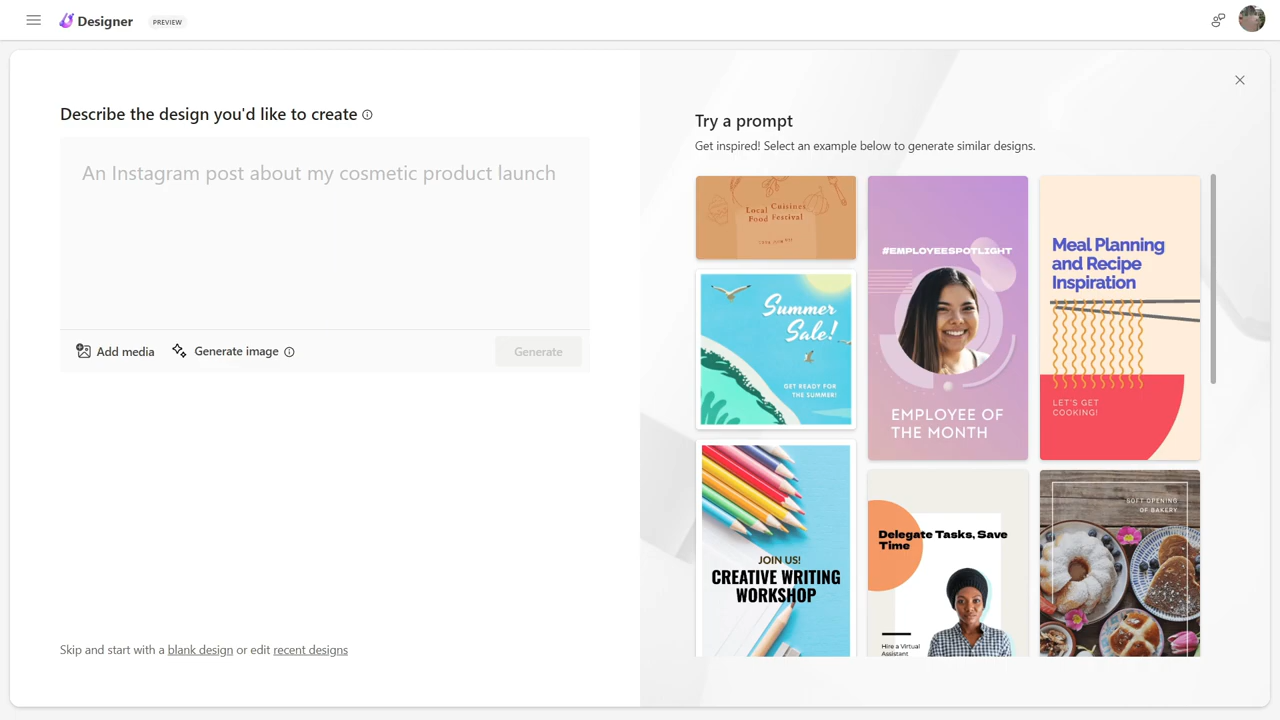 Designer
PREVIEW
Describe the design you'd like to create
An Instagram post about my cosmetic product launch
Add media
Generate image
Generate
Skip and start with a blank design or edit recent designs
Try a prompt
Get inspired! Select an example below to generate similar designs.
Local Cuisines
Food Festival
Summer
Sale!
GET READY FOR
THE SUMMER!
JOIN US!
CREATIVE WRITING
WORKSHOP
#EMPLOYEESPOTLIGHT
EMPLOYEE OF
THE MONTH
Delegate Tasks, Save
Time
Hire a Virtual
Assistant
Meal Planning
and Recipe
Inspiration
LET'S GET
COOKING!
SOFT OPENING
OF BAKERY